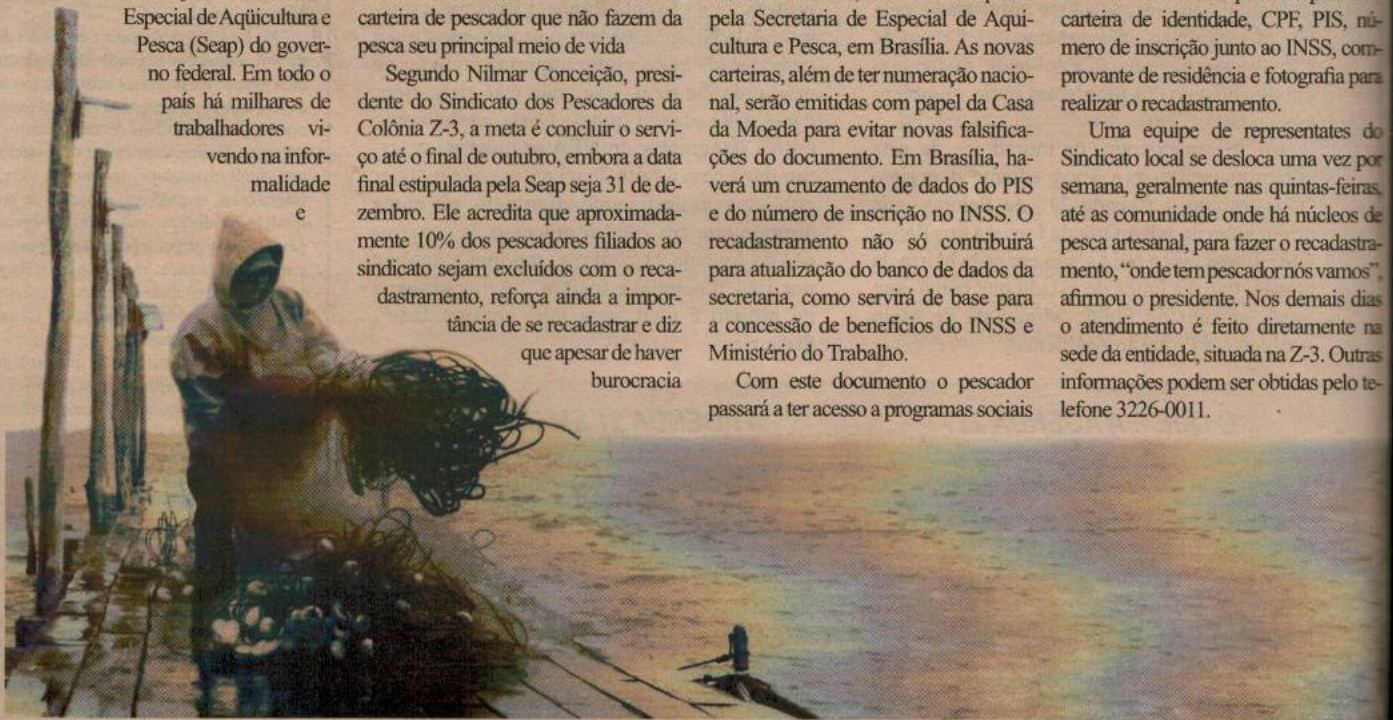 Especial de Aqüicultura e
Pesca (Seap) do gover-
no federal. Em todo o
país há milhares de
trabalhadores vi-
vendo na infor-
malidade
e
carteira de pescador que não fazem da
pesca seu principal meio de vida
Segundo Nilmar Conceição, presi-
dente do Sindicato dos Pescadores da
Colônia Z-3, a meta é concluir o servi-
ço até o final de outubro, embora a data
final estipulada pela Seap seja 31 de de-
zembro. Ele acredita que aproximada-
mente 10% dos pescadores filiados ao
sindicato sejam excluídos com o reca-
dastramento, reforça ainda a impor-
tância de se recadastrar e diz
que apesar de haver
burocracia
pela Secretaria de Especial de Aqui-
cultura e Pesca, em Brasília. As novas
carteiras, além de ter numeração nacio-
nal, serão emitidas com papel da Casa
da Moeda para evitar novas falsifica-
ções do documento. Em Brasília, ha-
verá um cruzamento de dados do PIS
e do número de inscrição no INSS. O
recadastramento não só contribuirá
para atualização do banco de dados da
secretaria, como servirá de base para
a concessão de benefícios do INSS e
Ministério do Trabalho.
Com este documento o pescador
passará a ter acesso a programas sociais
carteira de identidade, CPF, PIS, nú-
mero de inscrição junto ao INSS, com-
provante de residência e fotografia para
realizar o recadastramento.
Uma equipe de representates do
Sindicato local se desloca uma vez por
semana, geralmente nas quintas-feiras,
até as comunidade onde há núcleos de
pesca artesanal, para fazer o recadastra-
mento, "onde tem pescador nós vamos",
afirmou o presidente. Nos demais dias
o atendimento é feito diretamente na
sede da entidade, situada na Z-3. Outras
informações podem ser obtidas pelo te-
lefone 3226-0011.